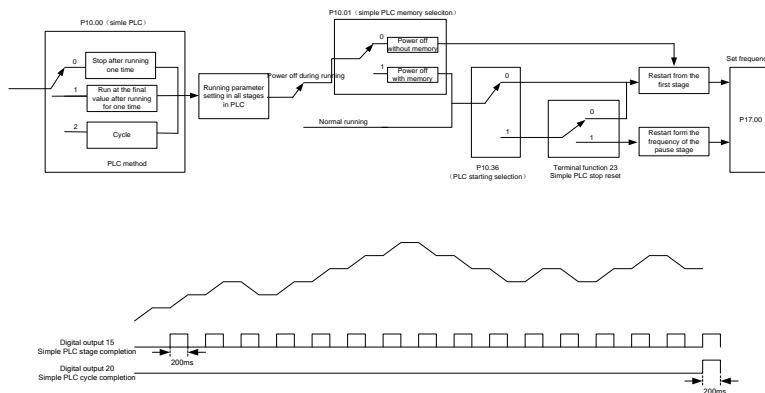 P10.00（simle PLC）
0
Stop after running
one time
1
Run at the final
value after running
for one time
2
Cycle
PLC method
Running parameter
setting in all stages
in PLC
Power off during running
Normal running
P10.01（simple PLC memory seleciton）
0
Power off
without memory
1
Power off
with memory
0
1
P10.36
（PLC starting selection）
0
1
Terminal function 23
Simple PLC stop reset
Restart from the
first stage
Restart form the
frequency of the
pause stage
Set frequency
P17.00
Digital output 15
Simple PLC stage completion
200ms
Digital output 20
Simple PLC cycle completion
200ms